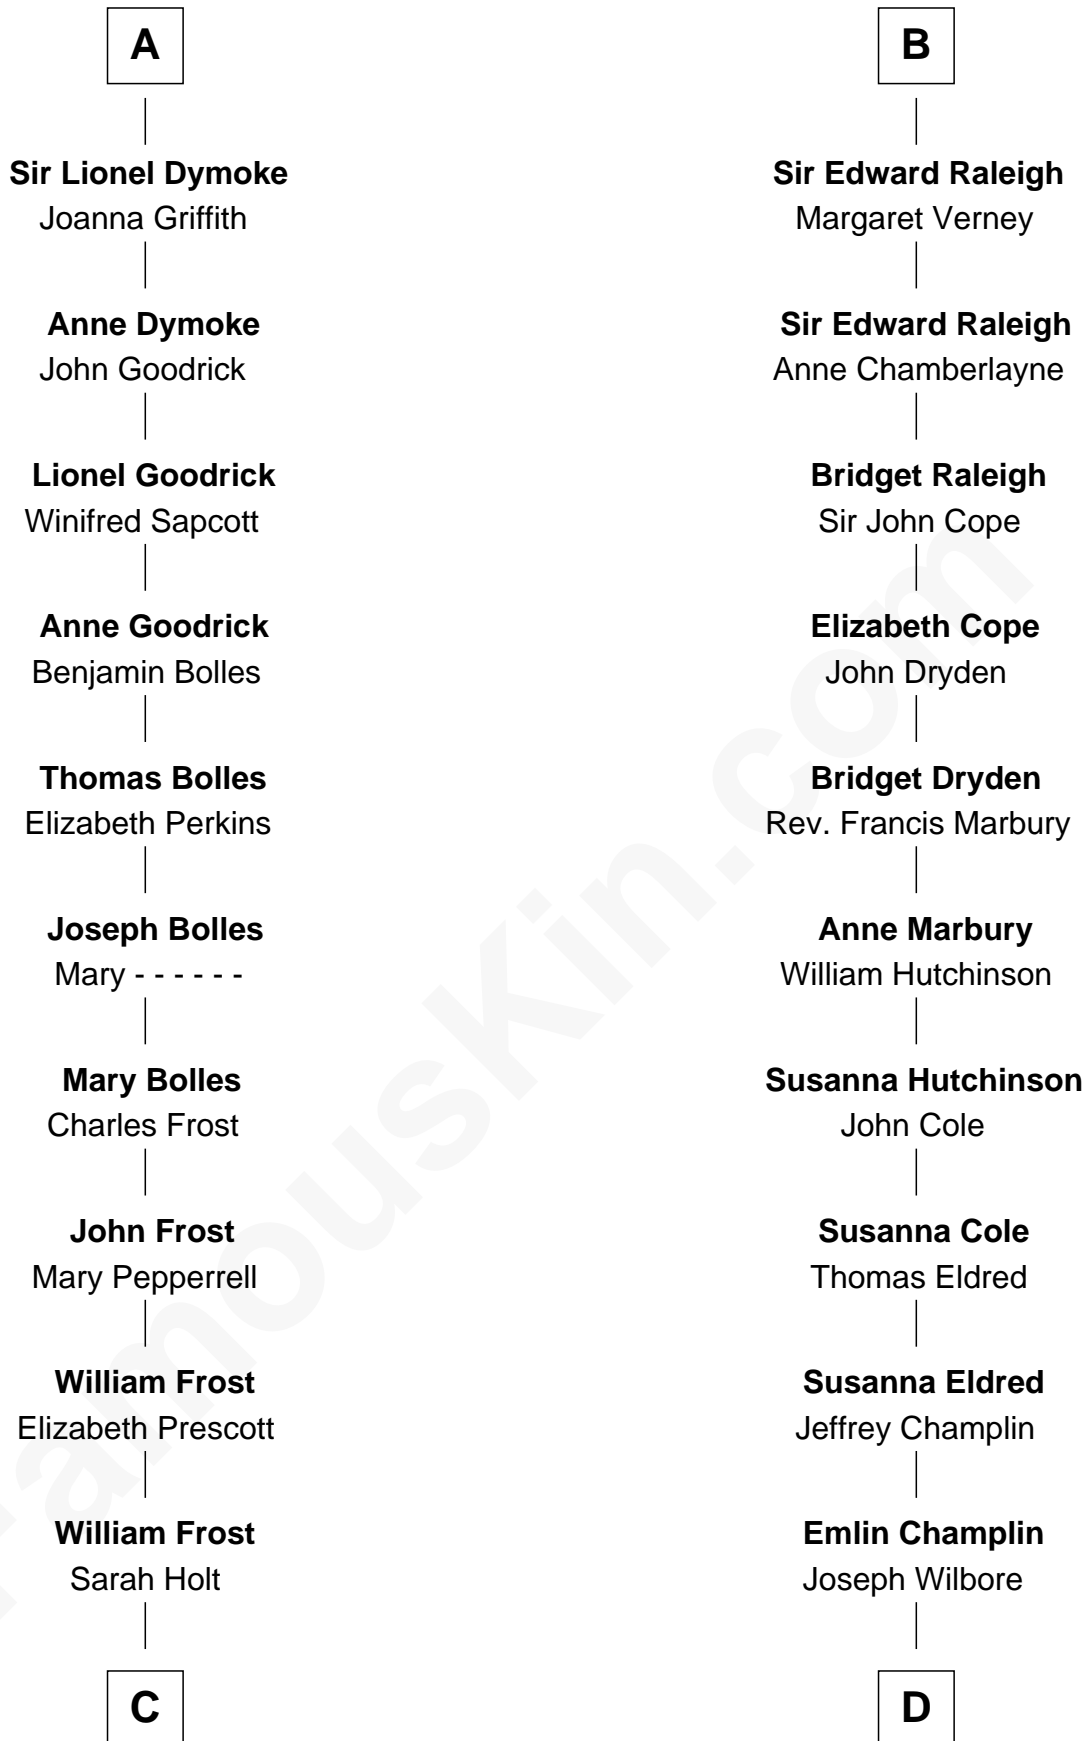 A
Sir Lionel Dymoke
Joanna Griffith
Anne Dymoke
John Goodrick
Lionel Goodrick
Winifred Sapcott
Anne Goodrick
Benjamin Bolles
Thomas Bolles
Elizabeth Perkins
Joseph Bolles
Mary - - - - - -
Mary Bolles
Charles Frost
John Frost
Mary Pepperrell
William Frost
Elizabeth Prescott
William Frost
Sarah Holt
C
B
Sir Edward Raleigh
Margaret Verney
Sir Edward Raleigh
Anne Chamberlayne
Bridget Raleigh
Sir John Cope
Elizabeth Cope
John Dryden
Bridget Dryden
Rev. Francis Marbury
Anne Marbury
William Hutchinson
Susanna Hutchinson
John Cole
Susanna Cole
Thomas Eldred
Susanna Eldred
Jeffrey Champlin
Emlin Champlin
Joseph Wilbore
D
FamousKin.com